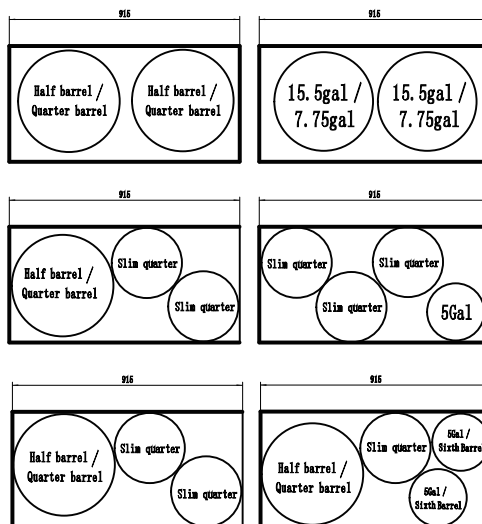 915
915
Half barrel /
Quarter barrel
Half barrel /
Quarter barrel
15.5gal /
7.75gal
15.5gal /
7.75gal
915
915
Half barrel /
Quarter barrel
Slim quarter
Slim quarter
Slim quarter
Slim quarter
Slim quarter
5Gal
915
915
Half barrel /
Quarter barrel
Slim quarter
Slim quarter
Half barrel /
Quarter barrel
Slim quarter
5Gal /
Sixth Barrel
5Gal /
Sixth Barrel